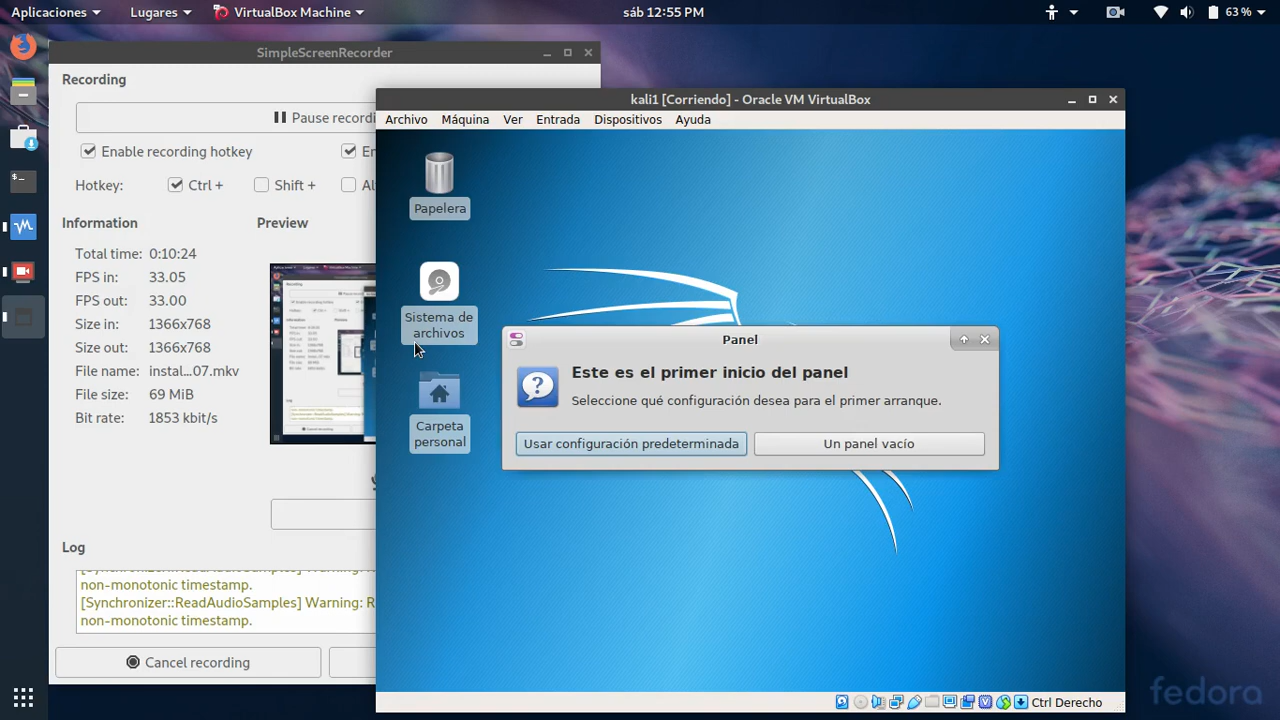 Aplicaciones Lugares VirtualBox Machine sáb 12:55 PM 63 %
SimpleScreenRecorder
Recording
Pause recordi
Enable recording hotkey
Hotkey: Ctrl + Shift +
Information
Preview
Total time: 0:10:24
FPS in: 33.05
FPS out: 33.00
Size in: 1366x768
Size out: 1366x768
File name: instal...07.mkv
File size: 69 MiB
Bit rate: 1853 kbit/s
Log
non-monotonic timestamp.
[Synchronizer::ReadAudioSamples] Warning: R
non-monotonic timestamp.
Cancel recording
kali1 [Corriendo] - Oracle VM VirtualBox
Archivo Máquina Ver Entrada Dispositivos Ayuda
Papelera
Sistema de
archivos
Carpeta
personal
Panel
Este es el primer inicio del panel
Seleccione qué configuración desea para el primer arranque.
Usar configuración predeterminada Un panel vacío
Ctrl Derecho
fedora